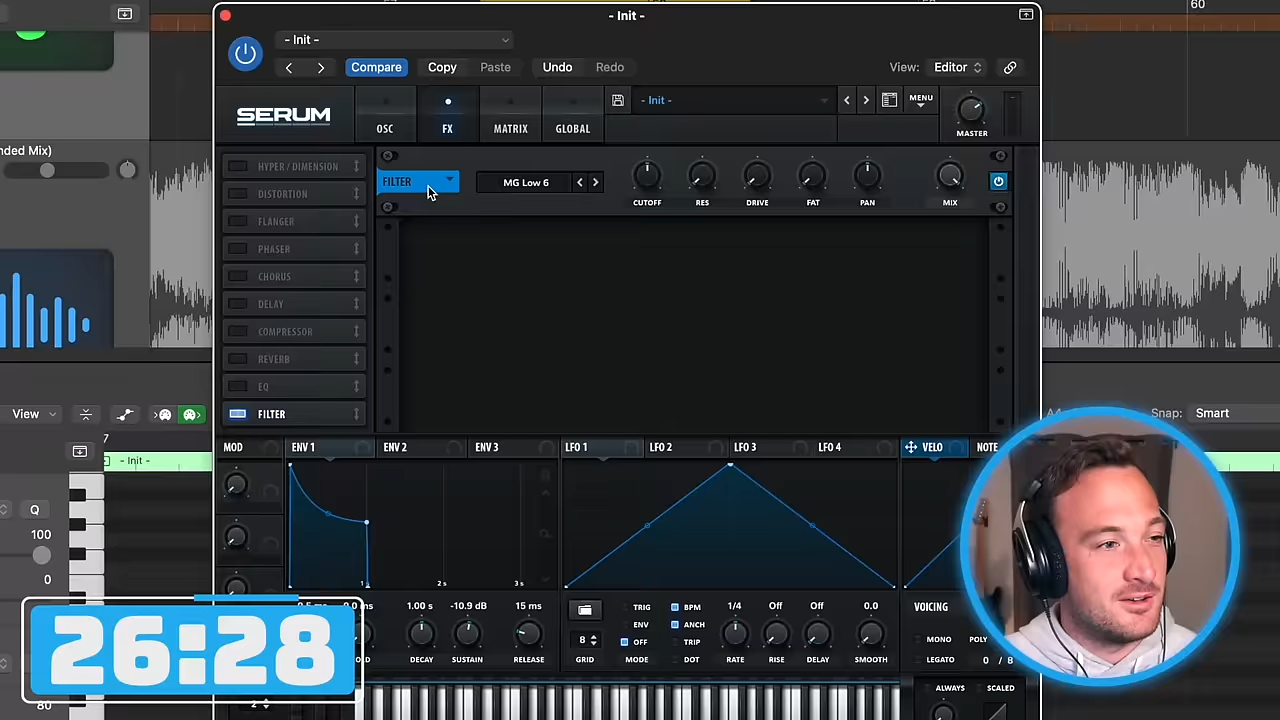 - Init -
60
- Init -
Compare
Copy
Paste
Undo
Redo
View:
Editor
SERUM
OSC
FX
MATRIX
GLOBAL
- Init -
MENU
MASTER
nded Mix)
HYPER / DIMENSION
DISTORTION
FLANGER
PHASER
CHORUS
DELAY
COMPRESSOR
REVERB
EQ
FILTER
FILTER
MG Low 6
CUTOFF
RES
DRIVE
FAT
PAN
MIX
View
Snap:
Smart
7
- Init -
Q
100
0
80
MOD
ENV 1
ENV 2
ENV 3
LFO 1
LFO 2
LFO 3
LFO 4
VELO
NOTE
2s
3s
1.00 s
-10.9 dB
15 ms
DECAY
SUSTAIN
RELEASE
8
GRID
TRIG
ENV
OFF
MODE
BPM
ANCH
TRIP
DOT
1/4
Off
Off
0.0
RATE
RISE
DELAY
SMOOTH
VOICING
MONO
POLY
LEGATO
0 / 8
ALWAYS
SCALED
26:28